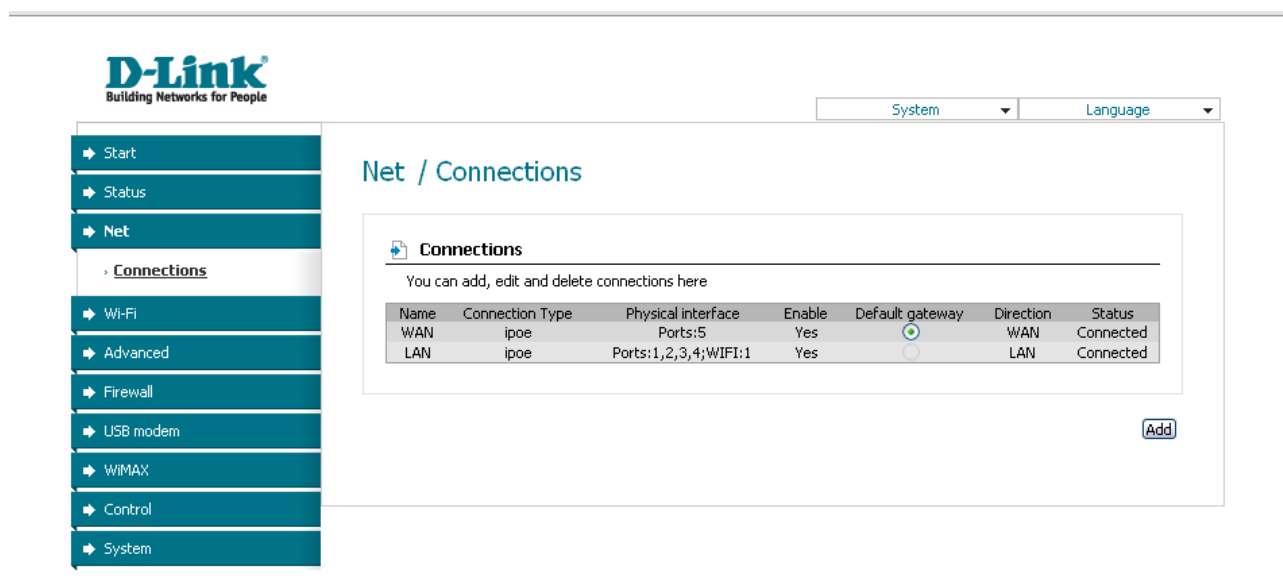 D-Link
Building Networks for People
System Language
Start
Status
Net
Connections
Wi-Fi
Advanced
Firewall
USB modem
WiMAX
Control
System
Net / Connections
Connections
You can add, edit and delete connections here
Name Connection Type Physical interface Enable Default gateway Direction Status
WAN ipoe Ports:5 Yes WAN Connected
LAN ipoe Ports:1,2,3,4;WIFI:1 Yes LAN Connected
Add